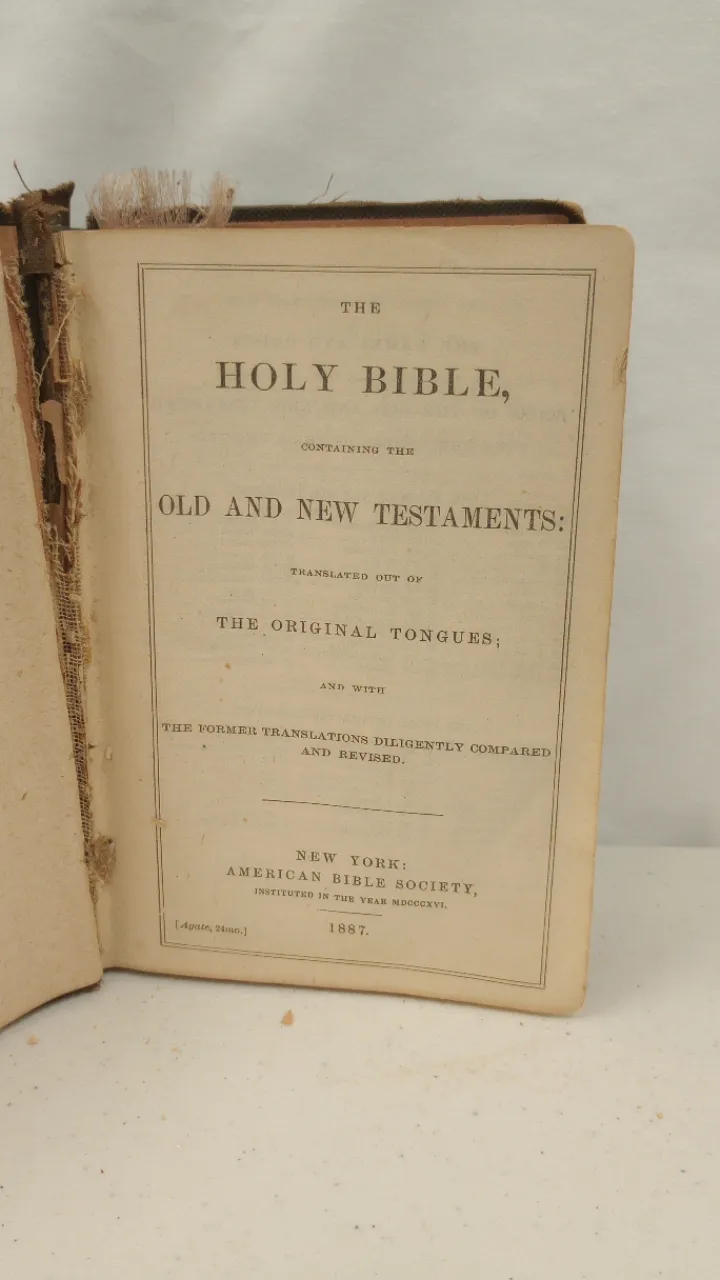 THE
HOLY BIBLE,
CONTAINING THE
OLD AND NEW TESTAMENTS:
TRANSLATED OUT OF
THE ORIGINAL TONGUES;
AND WITH
THE FORMER TRANSLATIONS DILIGENTLY COMPARED
AND REVISED.
NEW YORK:
AMERICAN BIBLE SOCIETY,
INSTITUTED IN THE YEAR MDCCCXVI.
1887.
[Agate, 24mo.]